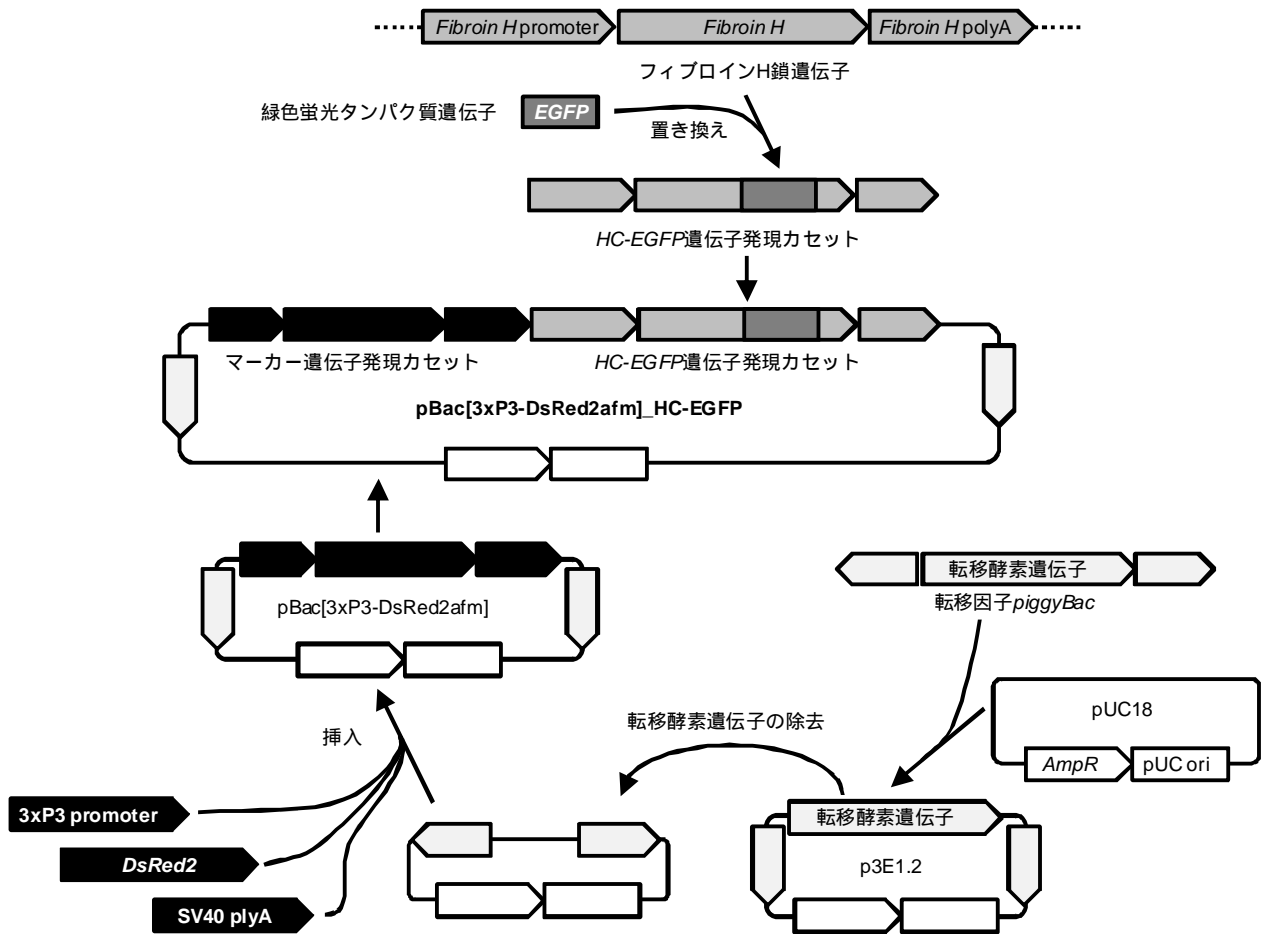 Fibroin H promoter
Fibroin H
Fibroin H polyA
フィブロインH鎖遺伝子
緑色蛍光タンパク質遺伝子
EGFP
置き換え
HC-EGFP遺伝子発現カセット
マーカー遺伝子発現カセット
HC-EGFP遺伝子発現カセット
pBac[3xP3-DsRed2afm]_HC-EGFP
pBac[3xP3-DsRed2afm]
転移酵素遺伝子
転移因子piggyBac
pUC18
AmpR
pUC ori
転移酵素遺伝子の除去
挿入
3xP3 promoter
DsRed2
SV40 plyA
転移酵素遺伝子
p3E1.2